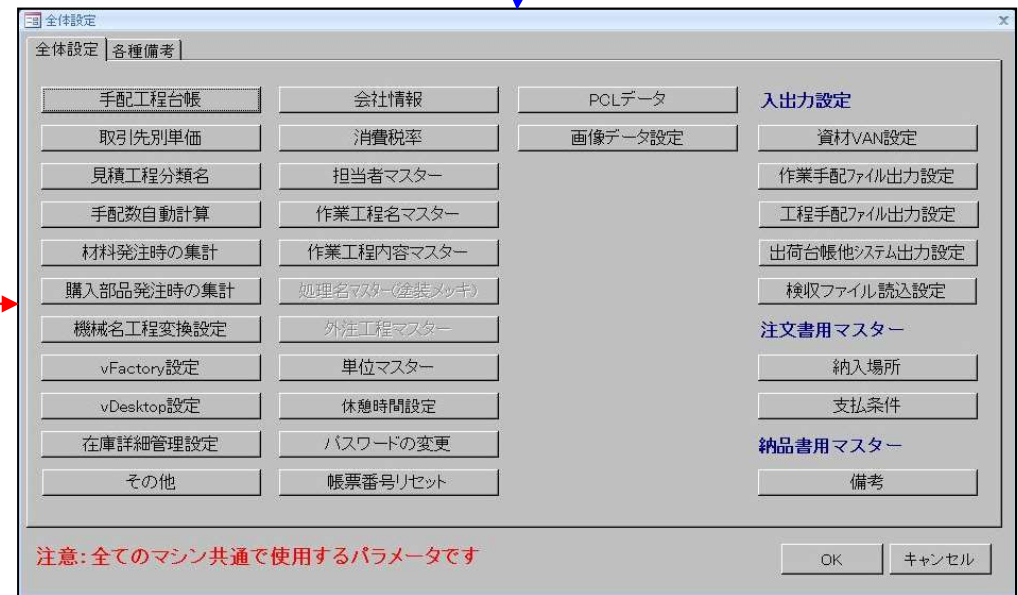 全体設定
x
全体設定
各種備考
手配工程台帳
取引先別単価
見積工程分類名
手配数自動計算
材料発注時の集計
購入部品発注時の集計
機械名工程変換設定
vFactory設定
vDesktop設定
在庫詳細管理設定
その他
会社情報
消費税率
担当者マスター
作業工程名マスター
作業工程内容マスター
処理名ﾏｽﾀｰ(塗装メッキ)
外注工程マスター
単位マスター
休憩時間設定
パスワードの変更
帳票番号リセット
PCLデータ
画像データ設定
入出力設定
資材VAN設定
作業手配ﾌｧｲﾙ出力設定
工程手配ﾌｧｲﾙ出力設定
出荷台帳他ｼｽﾃﾑ出力設定
検収ファイル読込設定
注文書用マスター
納入場所
支払条件
納品書用マスター
備考
注意:全てのマシン共通で使用するパラメータです
OK
キャンセル